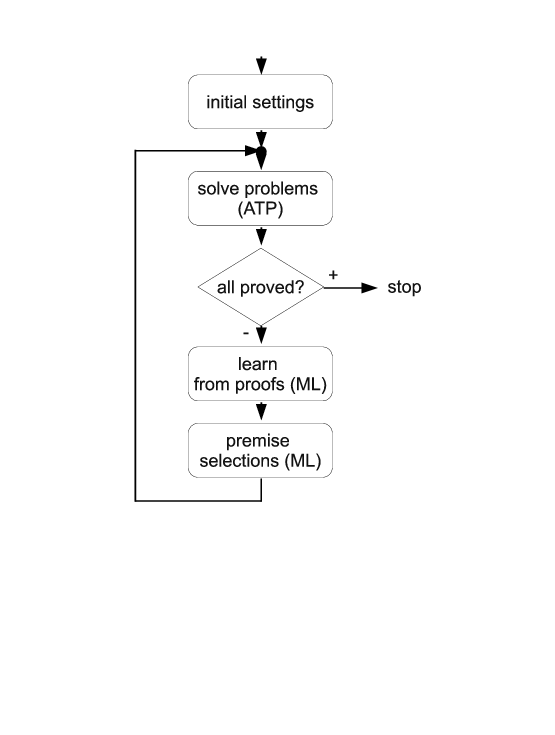 initial settings
solve problems
(ATP)
all proved?
+
stop
-
learn
from proofs (ML)
premise
selections (ML)